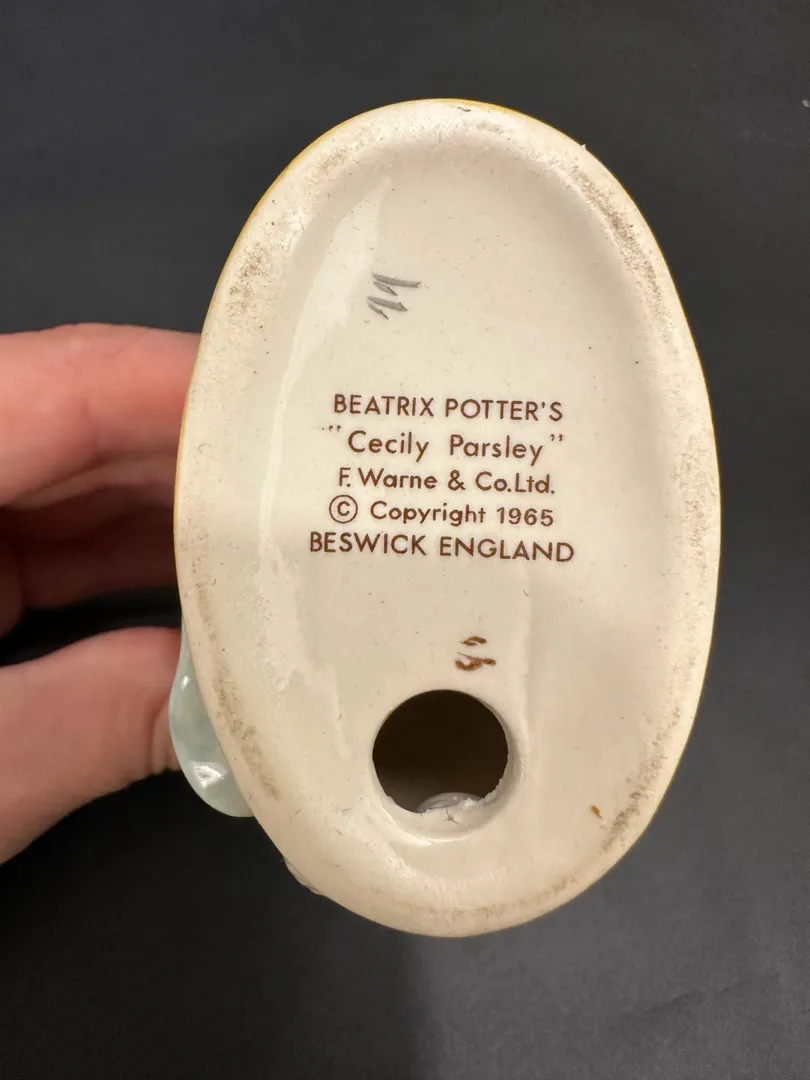 BEATRIX POTTER'S
"Cecily Parsley"
F. Warne & Co. Ltd.
© Copyright 1965
BESWICK ENGLAND